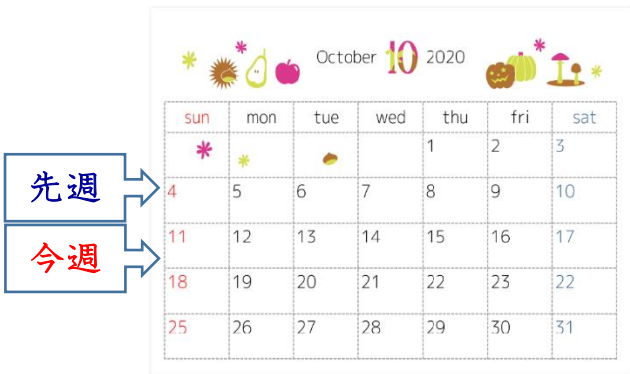 October 10 2020
sun mon tue wed thu fri sat
1 2 3
先週
4 5 6 7 8 9 10
今週
11 12 13 14 15 16 17
18 19 20 21 22 23 22
25 26 27 28 29 30 31